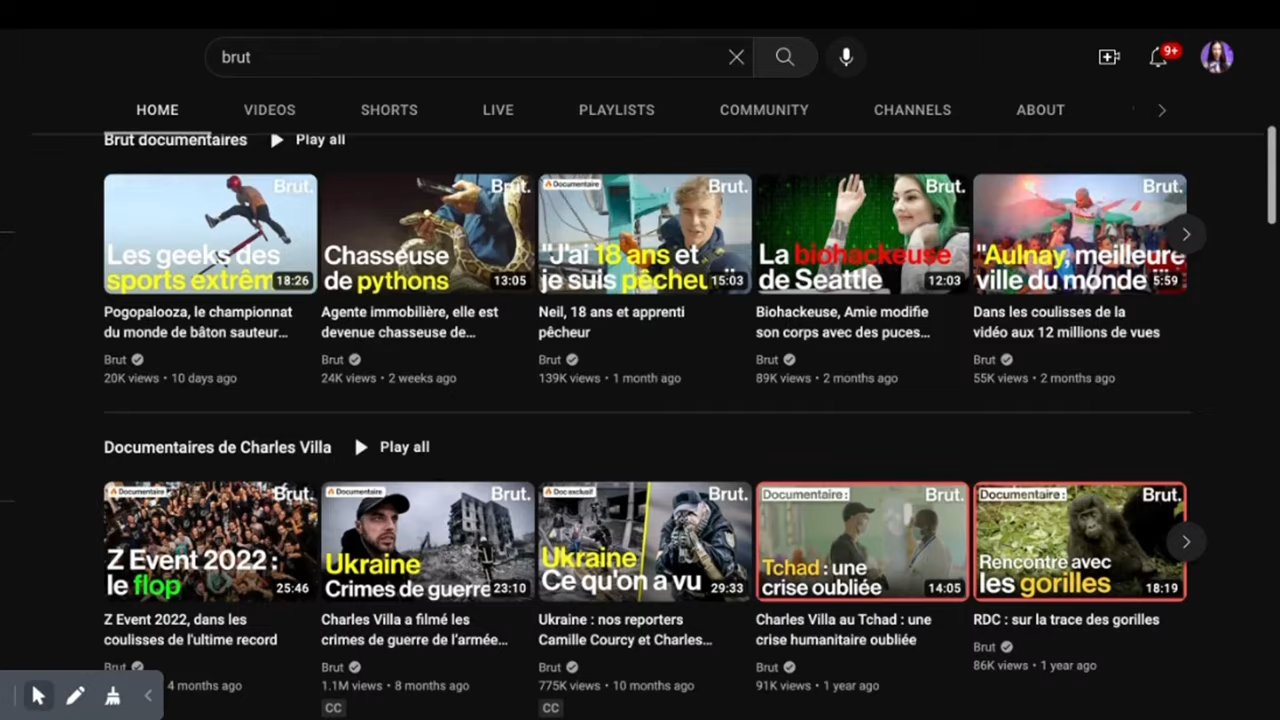 brut
9+
HOME VIDEOS SHORTS LIVE PLAYLISTS COMMUNITY CHANNELS ABOUT
Brut documentaires Play all
Brut.
Les geeks des
sports extrêm
18:26
Brut.
Chasseuse
de pythons
13:05
Documentaire
Brut.
"J'ai 18 ans et
je suis pêcheu
15:03
Brut.
La biohackeuse
de Seattle
12:03
Brut.
"Aulnay, meilleure
ville du monde
5:59
Pogopalooza, le championnat
du monde de bâton sauteur...
Brut
20K views • 10 days ago
Agente immobilière, elle est
devenue chasseuse de...
Brut
24K views • 2 weeks ago
Neil, 18 ans et apprenti
pêcheur
Brut
139K views • 1 month ago
Biohackeuse, Amie modifie
son corps avec des puces...
Brut
89K views • 2 months ago
Dans les coulisses de la
vidéo aux 12 millions de vues
Brut
55K views • 2 months ago
Documentaires de Charles Villa Play all
Documentaire
Brut.
Z Event 2022 :
le flop
25:46
Documentaire
Brut.
Ukraine
Crimes de guerre
23:10
Doc exclusif
Brut.
Ukraine
Ce qu'on a vu
29:33
Documentaire :
Brut.
Tchad : une
crise oubliée
14:05
Documentaire :
Brut.
Rencontre avec
les gorilles
18:19
Z Event 2022, dans les
coulisses de l'ultime record
Brut
4 months ago
Charles Villa a filmé les
crimes de guerre de l'armée...
Brut
1.1M views • 8 months ago
CC
Ukraine : nos reporters
Camille Courcy et Charles...
Brut
775K views • 10 months ago
CC
Charles Villa au Tchad : une
crise humanitaire oubliée
Brut
91K views • 1 year ago
RDC : sur la trace des gorilles
Brut
86K views • 1 year ago